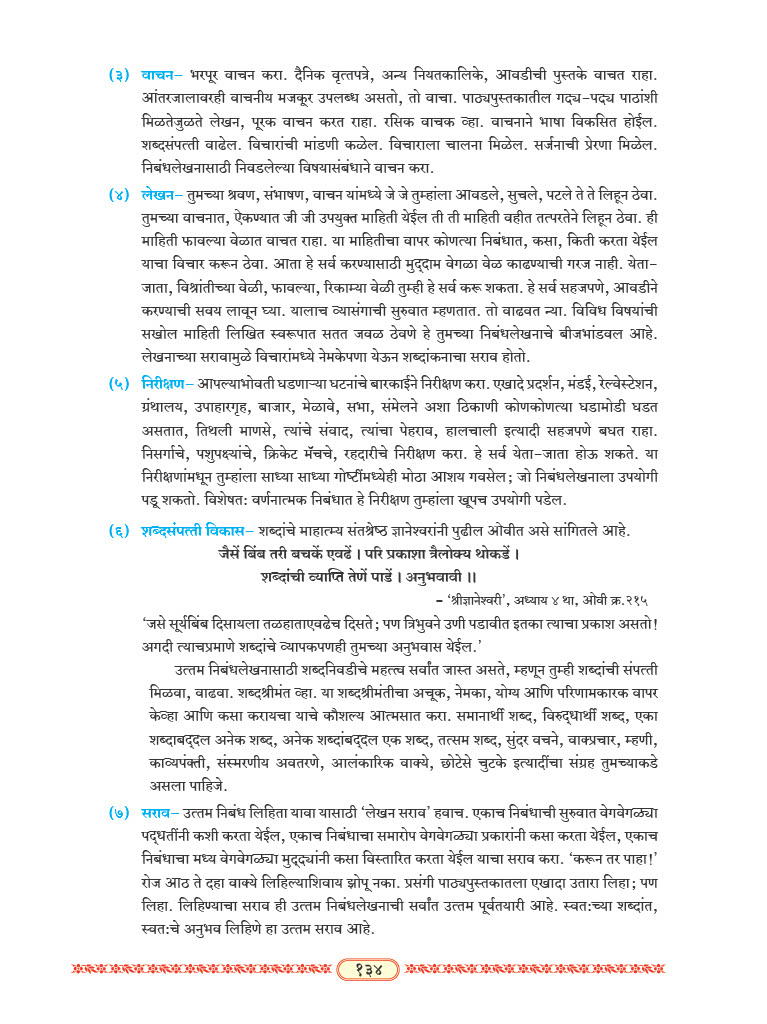 (३) वाचन– भरपूर वाचन करा. दैनिक वृत्तपत्रे, अन्य नियतकालिके, आवडीची पुस्तके वाचत राहा.
आंतरजालावरही वाचनीय मजकूर उपलब्ध असतो, तो वाचा. पाठ्यपुस्तकातील गद्य–पद्य पाठांशी
मिळतेजुळते लेखन, पूरक वाचन करत राहा. रसिक वाचक व्हा. वाचनाने भाषा विकसित होईल.
शब्दसंपत्ती वाढेल. विचारांची मांडणी कळेल. विचाराला चालना मिळेल. सर्जनाची प्रेरणा मिळेल.
निबंधलेखनासाठी निवडलेल्या विषयासंबंधाने वाचन करा.
(४) लेखन– तुमच्या श्रवण, संभाषण, वाचन यांमध्ये जे जे तुम्हांला आवडले, सुचले, पटले ते ते लिहून ठेवा.
तुमच्या वाचनात, ऐकण्यात जी जी उपयुक्त माहिती येईल ती ती माहिती वहीत तत्परतेने लिहून ठेवा. ही
माहिती फावल्या वेळात वाचत राहा. या माहितीचा वापर कोणत्या निबंधात, कसा, किती करता येईल
याचा विचार करून ठेवा. आता हे सर्व करण्यासाठी मुद्दाम वेगळा वेळ काढण्याची गरज नाही. येता–
जाता, विश्रांतीच्या वेळी, फावल्या, रिकाम्या वेळी तुम्ही हे सर्व करू शकता. हे सर्व सहजपणे, आवडीने
करण्याची सवय लावून घ्या. यालाच व्यासंगाची सुरुवात म्हणतात. तो वाढवत न्या. विविध विषयांची
सखोल माहिती लिखित स्वरूपात सतत जवळ ठेवणे हे तुमच्या निबंधलेखनाचे बीजभांडवल आहे.
लेखनाच्या सरावामुळे विचारांमध्ये नेमकेपणा येऊन शब्दांकनाचा सराव होतो.
(५) निरीक्षण– आपल्याभोवती घडणाऱ्या घटनांचे बारकाईने निरीक्षण करा. एखादे प्रदर्शन, मंडई, रेल्वेस्टेशन,
ग्रंथालय, उपाहारगृह, बाजार, मेळावे, सभा, संमेलने अशा ठिकाणी कोणकोणत्या घडामोडी घडत
असतात, तिथली माणसे, त्यांचे संवाद, त्यांचा पेहराव, हालचाली इत्यादी सहजपणे बघत राहा.
निसर्गाचे, पशुपक्ष्यांचे, क्रिकेट मॅचचे, रहदारीचे निरीक्षण करा. हे सर्व येता–जाता होऊ शकते. या
निरीक्षणांमधून तुम्हांला साध्या साध्या गोष्टींमध्येही मोठा आशय गवसेल; जो निबंधलेखनाला उपयोगी
पडू शकतो. विशेषत: वर्णनात्मक निबंधात हे निरीक्षण तुम्हांला खूपच उपयोगी पडेल.
(६) शब्दसंपत्ती विकास– शब्दांचे माहात्म्य संतश्रेष्ठ ज्ञानेश्वरांनी पुढील ओवीत असे सांगितले आहे.
जैसें बिंब तरी बचकें एवढें। परि प्रकाशा त्रैलोक्य थोकडें।
शब्दांची व्याप्ति तेणें पाडें। अनुभवावी।।
– 'श्रीज्ञानेश्वरी', अध्याय ४ था, ओवी क्र.२१५
'जसे सूर्यबिंब दिसायला तळहाताएवढेच दिसते; पण त्रिभुवने उणी पडावीत इतका त्याचा प्रकाश असतो!
अगदी त्याचप्रमाणे शब्दांचे व्यापकपणही तुमच्या अनुभवास येईल.'
उत्तम निबंधलेखनासाठी शब्दनिवडीचे महत्त्व सर्वांत जास्त असते, म्हणून तुम्ही शब्दांची संपत्ती
मिळवा, वाढवा. शब्दश्रीमंत व्हा. या शब्दश्रीमंतीचा अचूक, नेमका, योग्य आणि परिणामकारक वापर
केव्हा आणि कसा करायचा याचे कौशल्य आत्मसात करा. समानार्थी शब्द, विरुद्धार्थी शब्द, एका
शब्दाबद्दल अनेक शब्द, अनेक शब्दांबद्दल एक शब्द, तत्सम शब्द, सुंदर वचने, वाक्प्रचार, म्हणी,
काव्यपंक्ती, संस्मरणीय अवतरणे, आलंकारिक वाक्ये, छोटेसे चुटके इत्यादींचा संग्रह तुमच्याकडे
असला पाहिजे.
(७) सराव– उत्तम निबंध लिहिता यावा यासाठी 'लेखन सराव' हवाच. एकाच निबंधाची सुरुवात वेगवेगळ्या
पद्धतींनी कशी करता येईल, एकाच निबंधाचा समारोप वेगवेगळ्या प्रकारांनी कसा करता येईल, एकाच
निबंधाचा मध्य वेगवेगळ्या मुद्द्यांनी कसा विस्तारित करता येईल याचा सराव करा. 'करून तर पाहा!'
रोज आठ ते दहा वाक्ये लिहिल्याशिवाय झोपू नका. प्रसंगी पाठ्यपुस्तकातला एखादा उतारा लिहा; पण
लिहा. लिहिण्याचा सराव ही उत्तम निबंधलेखनाची सर्वांत उत्तम पूर्वतयारी आहे. स्वत:च्या शब्दांत,
स्वत:चे अनुभव लिहिणे हा उत्तम सराव आहे.
१३४